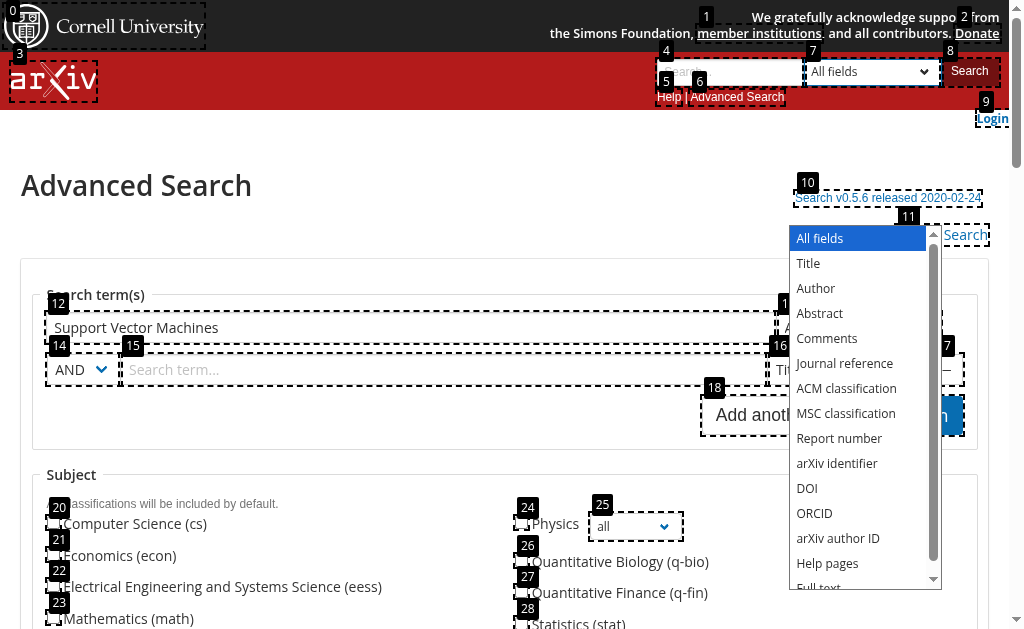 0
Cornell University
1
2
We gratefully acknowledge suppo from
the Simons Foundation, member institutions, and all contributors. Donate
3
arXiv
4
7
8
Search...
All fields
Search
5
6
Help | Advanced Search
9
Login
Advanced Search
10
Search v0.5.6 released 2020-02-24
11
Search
All fields
Title
Author
Abstract
Comments
Journal reference
ACM classification
MSC classification
Report number
arXiv identifier
DOI
ORCID
arXiv author ID
Help pages
Full text
Search term(s)
12
Support Vector Machines
14
15
16
7
AND
Search term...
Tit
18
Add anot
Subject
classifications will be included by default.
20
Computer Science (cs)
21
Economics (econ)
22
Electrical Engineering and Systems Science (eess)
23
Mathematics (math)
24
25
Physics
all
26
Quantitative Biology (q-bio)
27
Quantitative Finance (q-fin)
28
Statistics (stat)